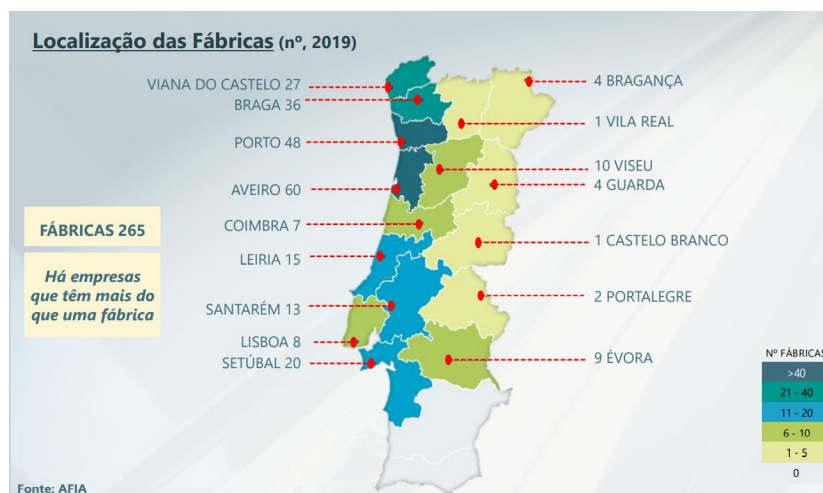 Localização das Fábricas (nº, 2019)
VIANA DO CASTELO 27
BRAGA 36
PORTO 48
AVEIRO 60
COIMBRA 7
LEIRIA 15
SANTARÉM 13
LISBOA 8
SETÚBAL 20
4 BRAGANÇA
1 VILA REAL
10 VISEU
4 GUARDA
1 CASTELO BRANCO
2 PORTALEGRE
9 ÉVORA
FÁBRICAS 265
Há empresas
que têm mais do
que uma fábrica
Nº FÁBRICAS
>40
21 - 40
11 - 20
6 - 10
1 - 5
0
Fonte: AFIA